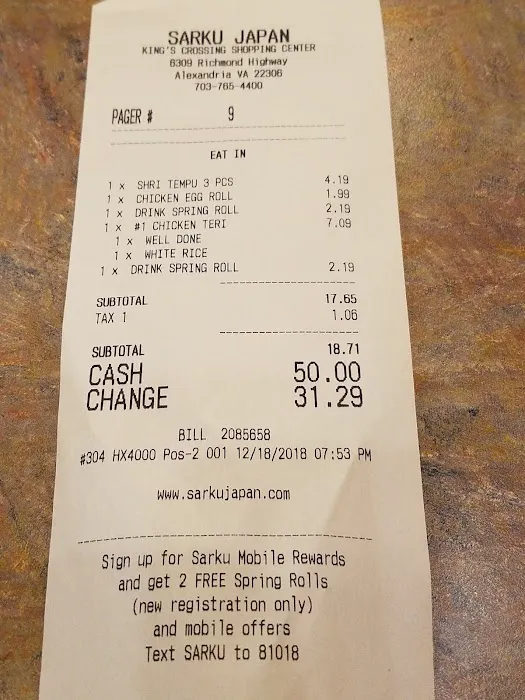 SARKU JAPAN
KING'S CROSSING SHOPPING CENTER
6309 Richmond Highway
Alexandria VA 22306
703-765-4400
PAGER # 9
EAT IN
1 x SHRI TEMPU 3 PCS 4.19
1 x CHICKEN EGG ROLL 1.99
1 x DRINK SPRING ROLL 2.19
1 x #1 CHICKEN TERI 7.09
1 x WELL DONE
1 x WHITE RICE
1 x DRINK SPRING ROLL 2.19
SUBTOTAL 17.65
TAX 1 1.06
SUBTOTAL 18.71
CASH 50.00
CHANGE 31.29
BILL 2085658
#304 HX4000 Pos-2 001 12/18/2018 07:53 PM
www.sarkujapan.com
Sign up for Sarku Mobile Rewards
and get 2 FREE Spring Rolls
(new registration only)
and mobile offers
Text SARKU to 81018